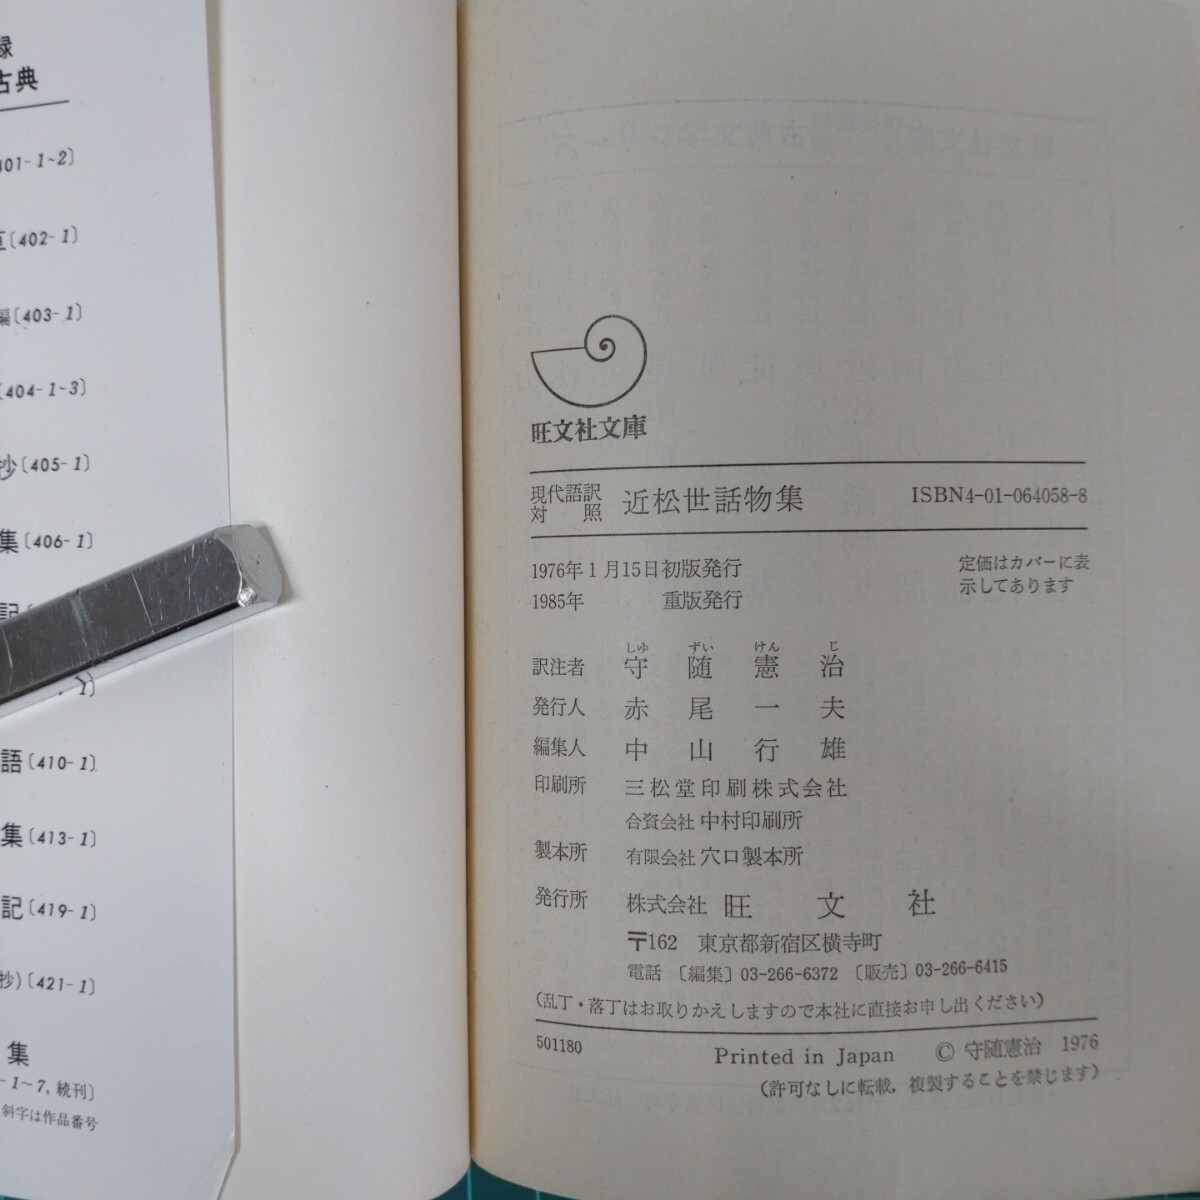 録
古典
401-1~2〕
〔402-1〕
編〔403-1〕
〔404-1~3〕
抄〔405-1〕
集〔406-1〕
記
1〕
語〔410-1〕
集〔413-1〕
記〔419-1〕
抄)〔421-1〕
集
-1~7, 続刊〕
斜字は作品番号
旺文社文庫
現代語訳
対照
近松世話物集
ISBN4-01-064058-8
1976年1月15日初版発行
1985年 重版発行
定価はカバーに表
示してあります
しゅ ずい けん じ
訳注者 守随憲治
発行人 赤尾一夫
編集人 中山行雄
印刷所 三松堂印刷株式会社
合資会社 中村印刷所
製本所 有限会社 穴口製本所
発行所 株式会社 旺文社
〒162 東京都新宿区横寺町
電話 〔編集〕03-266-6372 〔販売〕03-266-6415
(乱丁・落丁はお取りかえしますので本社に直接お申し出ください)
501180 Printed in Japan © 守随憲治 1976
(許可なしに転載, 複製することを禁じます)